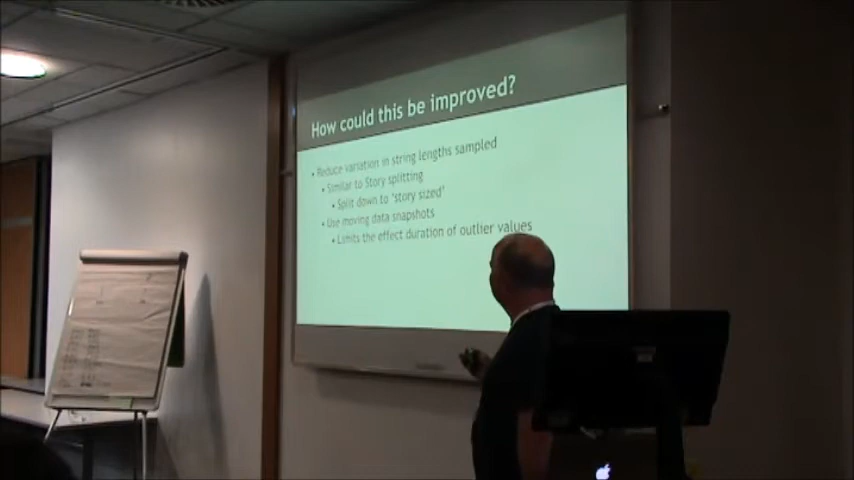 How could this be improved?
• Reduce variation in string lengths sampled
• Similar to Story splitting
• Split down to 'story sized'
• Use moving data snapshots
• Limits the effect duration of outlier values